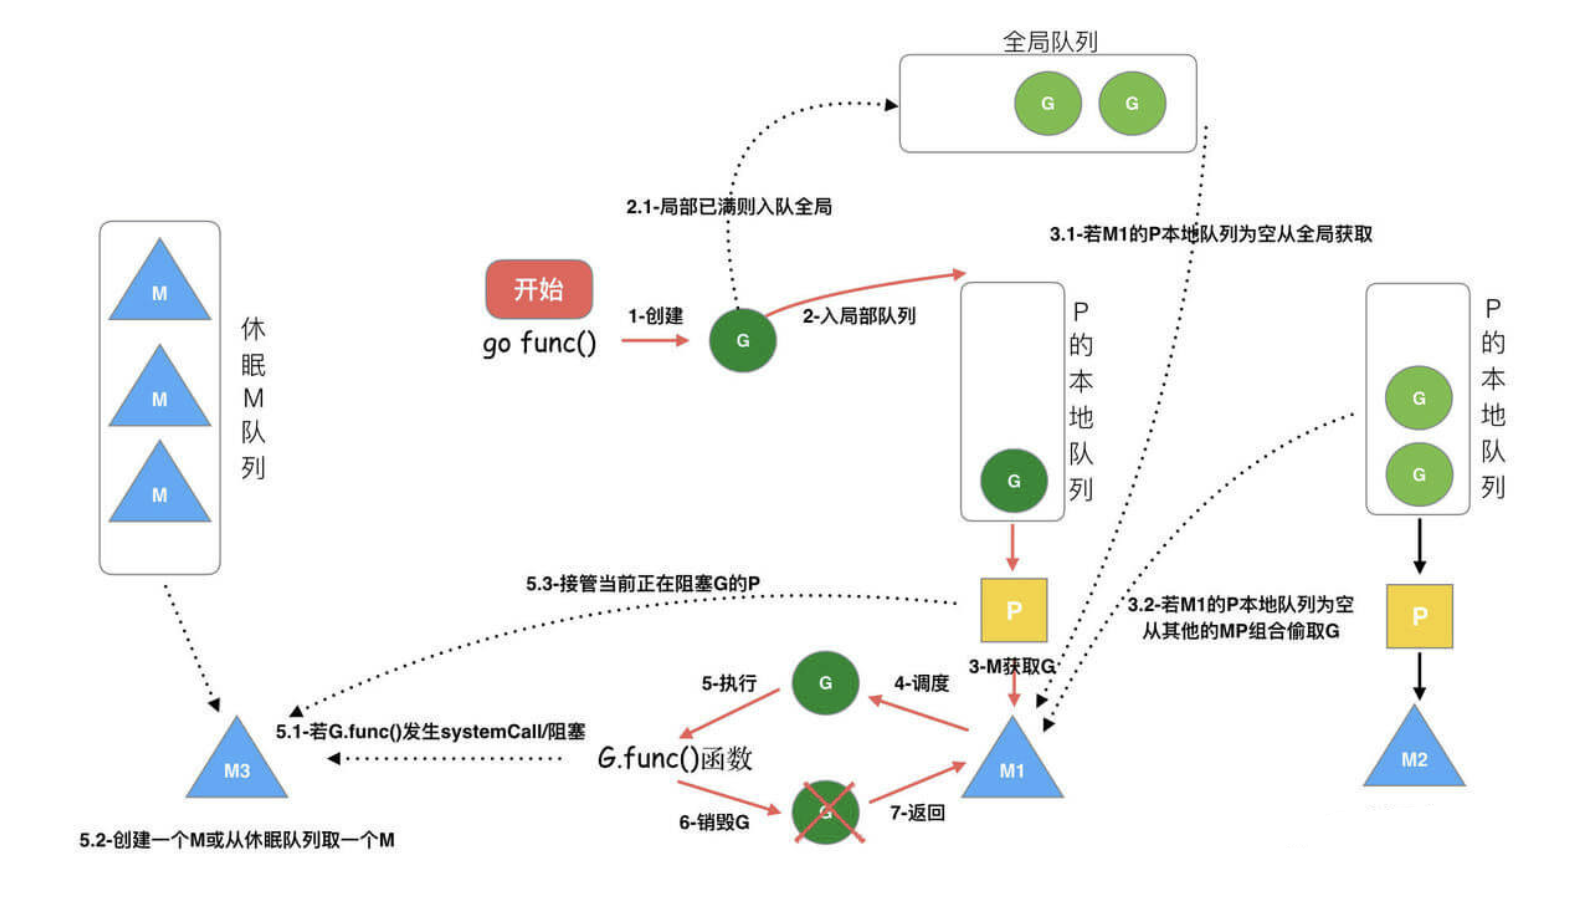 全局队列
G
G
2.1-局部已满则入队全局
3.1-若M1的P本地队列为空从全局获取
M
M
M
休眠M队列
开始
go func()
1-创建
G
2-入局部队列
P的本地队列
G
P的本地队列
G
G
5.3-接管当前正在阻塞G的P
P
3.2-若M1的P本地队列为空
从其他的MP组合偷取G
P
3-M获取G
5-执行
G
4-调度
5.1-若G.func()发生systemCall/阻塞
G.func()函数
M3
M1
M2
6-销毁G
G
7-返回
5.2-创建一个M或从休眠队列取一个M